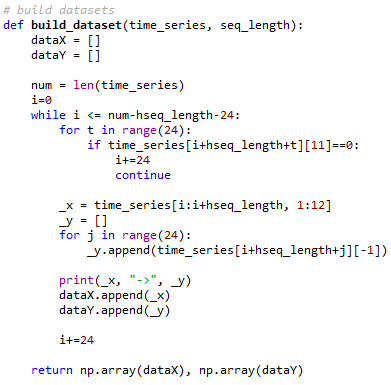 # build datasets
def build_dataset(time_series, seq_length):
    dataX = []
    dataY = []

    num = len(time_series)
    i=0
    while i <= num-hseq_length-24:
        for t in range(24):
            if time_series[i+hseq_length+t][11]==0:
                i+=24
                continue

        _x = time_series[i:i+hseq_length, 1:12]
        _y = []
        for j in range(24):
            _y.append(time_series[i+hseq_length+j][-1])

        print(_x, "->", _y)
        dataX.append(_x)
        dataY.append(_y)

        i+=24

    return np.array(dataX), np.array(dataY)